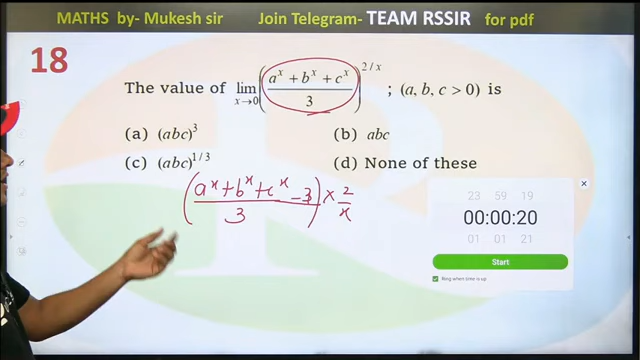 MATHS by- Mukesh sir Join Telegram- TEAM RSSIR for pdf
18
The value of lim x→0 ( (a^x + b^x + c^x) / 3 )^2/x ; (a, b, c > 0) is
(a) (abc)^3 (b) abc
(c) (abc)^1/3 (d) None of these
( (a^x + b^x + c^x - 3) / 3 ) × 2/x
23 59 19
00:00:20
01 01 21
Start
Ring when time is up